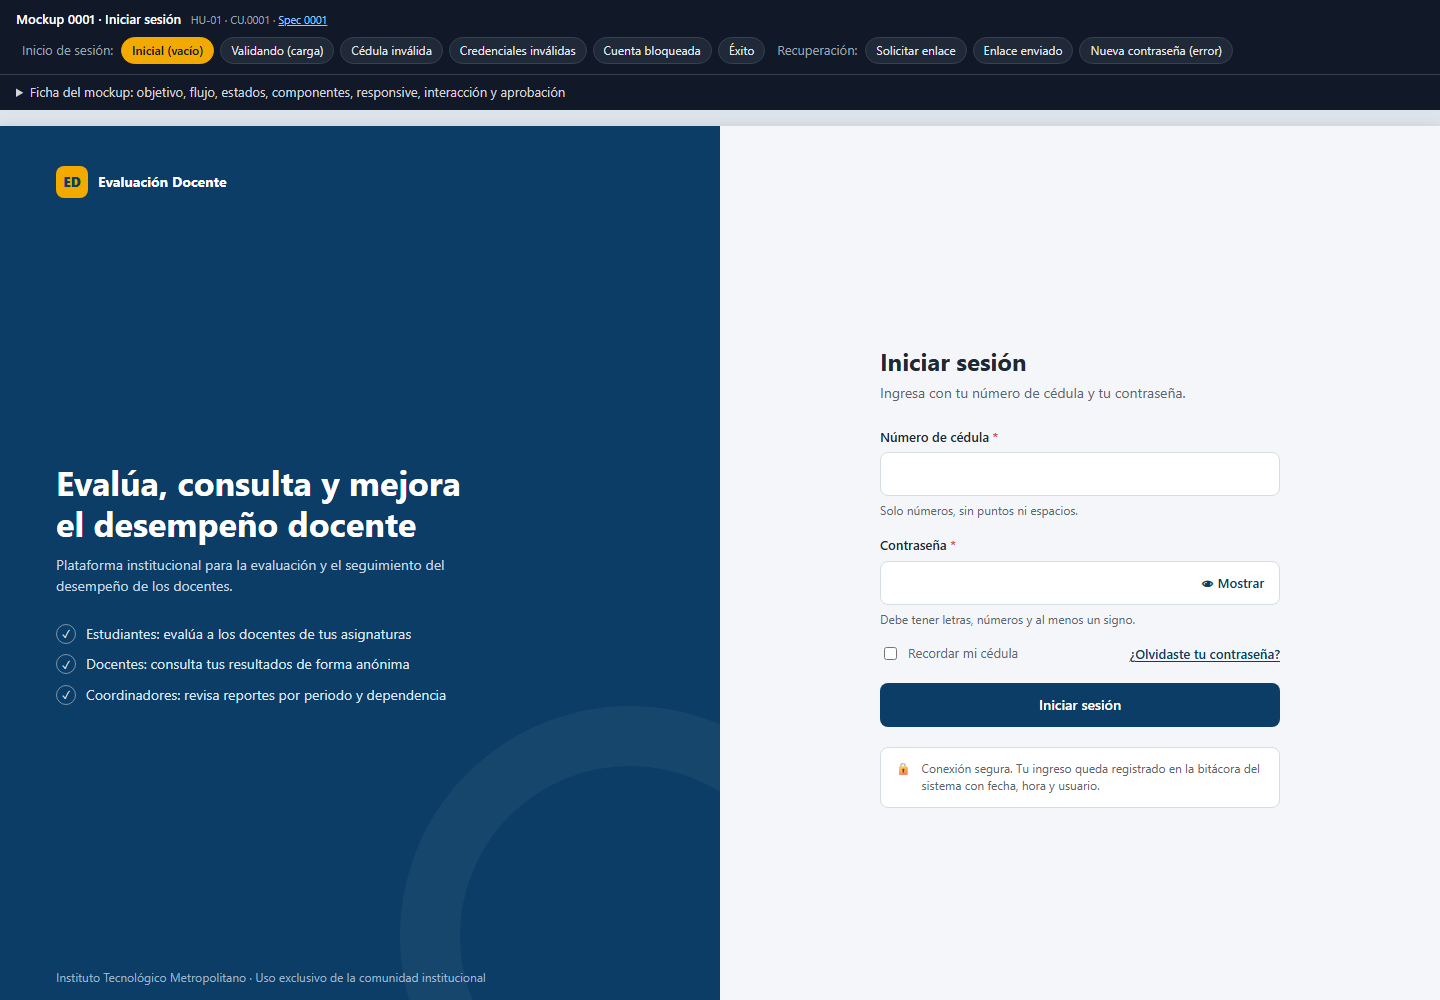 Mockup 0001 · Iniciar sesión HU-01 · CU.0001 · Spec 0001
Inicio de sesión: Inicial (vacío) Validando (carga) Cédula inválida Credenciales inválidas Cuenta bloqueada Éxito Recuperación: Solicitar enlace Enlace enviado Nueva contraseña (error)
Ficha del mockup: objetivo, flujo, estados, componentes, responsive, interacción y aprobación
ED Evaluación Docente
Evalúa, consulta y mejora
el desempeño docente
Plataforma institucional para la evaluación y el seguimiento del
desempeño de los docentes.
Estudiantes: evalúa a los docentes de tus asignaturas
Docentes: consulta tus resultados de forma anónima
Coordinadores: revisa reportes por periodo y dependencia
Instituto Tecnológico Metropolitano · Uso exclusivo de la comunidad institucional
Iniciar sesión
Ingresa con tu número de cédula y tu contraseña.
Número de cédula *
Solo números, sin puntos ni espacios.
Contraseña *
Mostrar
Debe tener letras, números y al menos un signo.
Recordar mi cédula ¿Olvidaste tu contraseña?
Iniciar sesión
Conexión segura. Tu ingreso queda registrado en la bitácora del
sistema con fecha, hora y usuario.